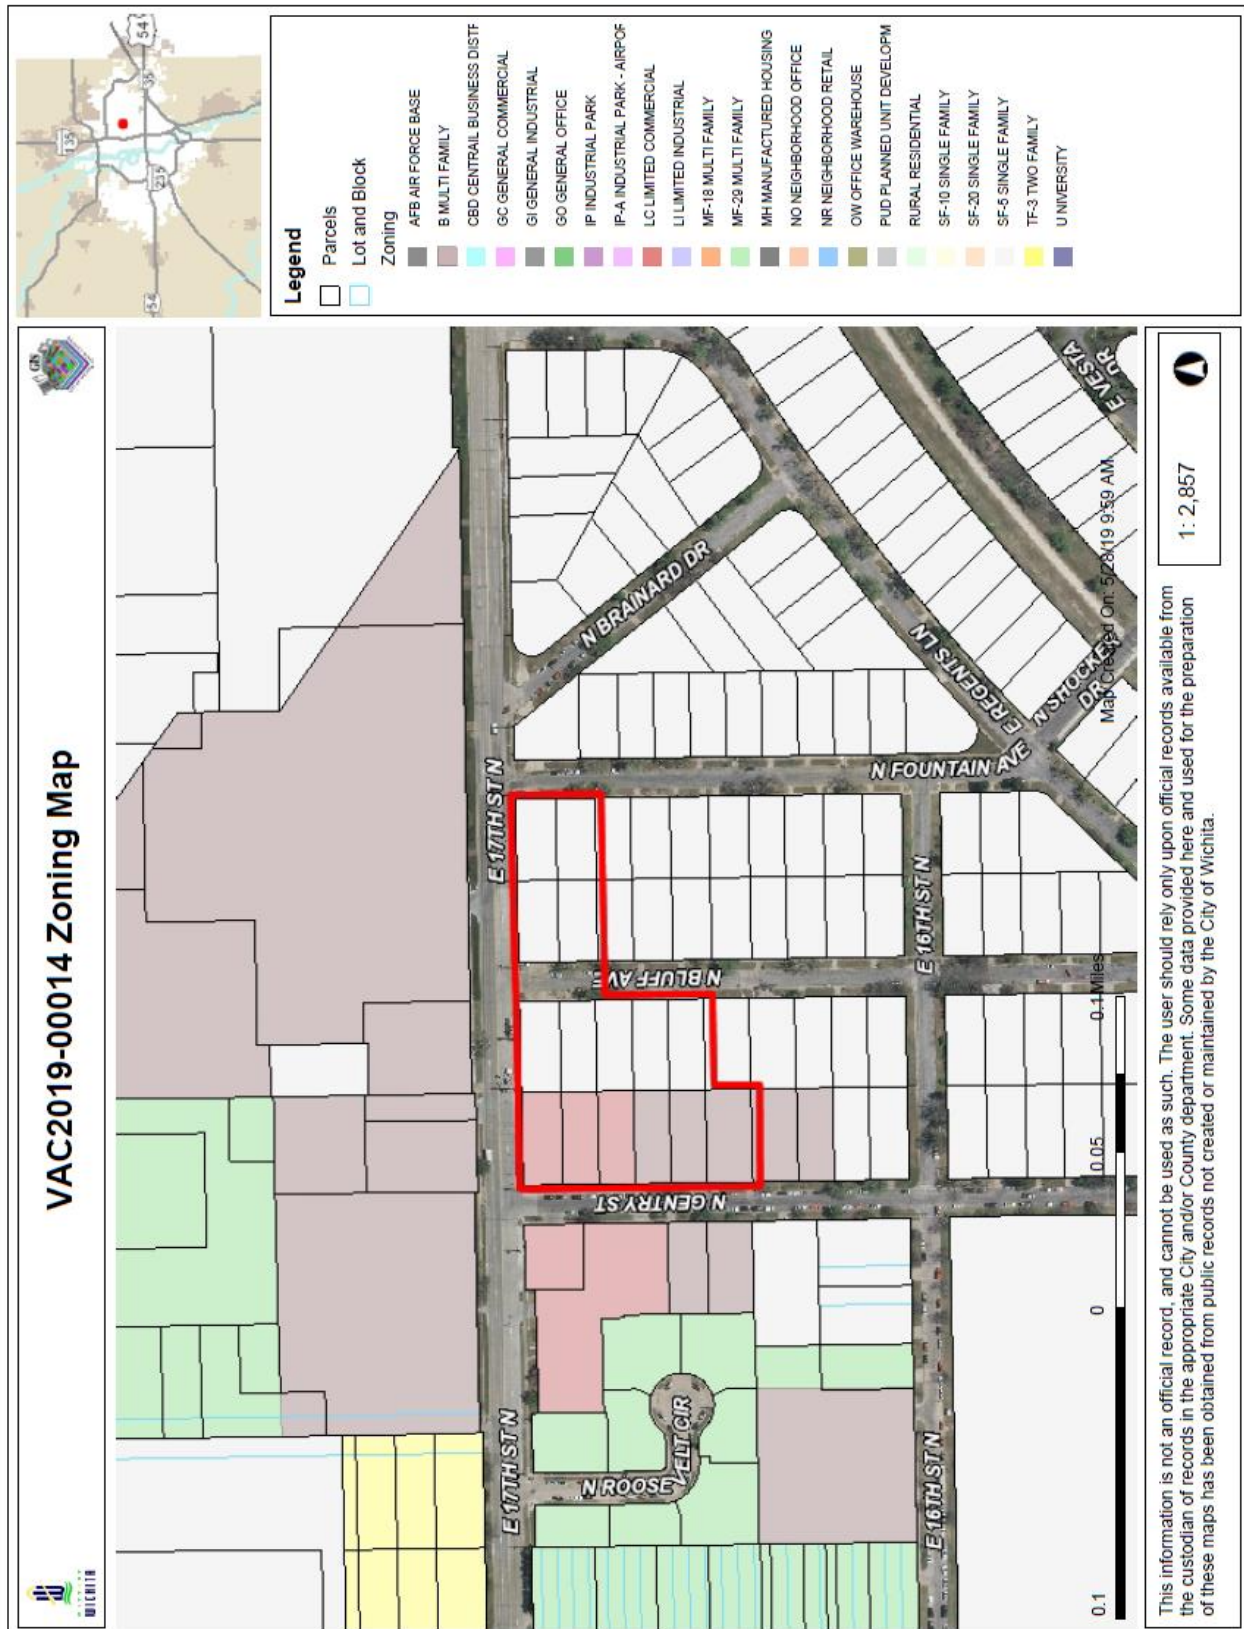 WICHITA
VAC2019-00014 Zoning Map
GIS
135
54
35
235
54
Legend
Parcels
Lot and Block
Zoning
AFB AIR FORCE BASE
B MULTI FAMILY
CBD CENTRAIL BUSINESS DISTF
GC GENERAL COMMERCIAL
GI GENERAL INDUSTRIAL
GO GENERAL OFFICE
IP INDUSTRIAL PARK
IP-A INDUSTRIAL PARK - AIRPOF
LC LIMITED COMMERCIAL
LI LIMITED INDUSTRIAL
MF-18 MULTI FAMILY
MF-29 MULTI FAMILY
MH MANUFACTURED HOUSING
NO NEIGHBORHOOD OFFICE
NR NEIGHBORHOOD RETAIL
OW OFFICE WAREHOUSE
PUD PLANNED UNIT DEVELOPM
RURAL RESIDENTIAL
SF-10 SINGLE FAMILY
SF-20 SINGLE FAMILY
SF-5 SINGLE FAMILY
TF-3 TWO FAMILY
UNIVERSITY
E 17TH ST N
E 17TH ST N
N ROOSEVELT CIR
N GENTRY ST
N BLUFF AVE
N FOUNTAIN AVE
N BRAINARD DR
E REGENTS LN
N SHOCKER DR
E VESTA DR
E 16TH ST N
E 16TH ST N
0.1
0
0.05
0.1 Miles
Map Created On: 5/28/19 9:59 AM
This information is not an official record, and cannot be used as such. The user should rely only upon official records available from
the custodian of records in the appropriate City and/or County department. Some data provided here and used for the preparation
of these maps has been obtained from public records not created or maintained by the City of Wichita.
1: 2,857